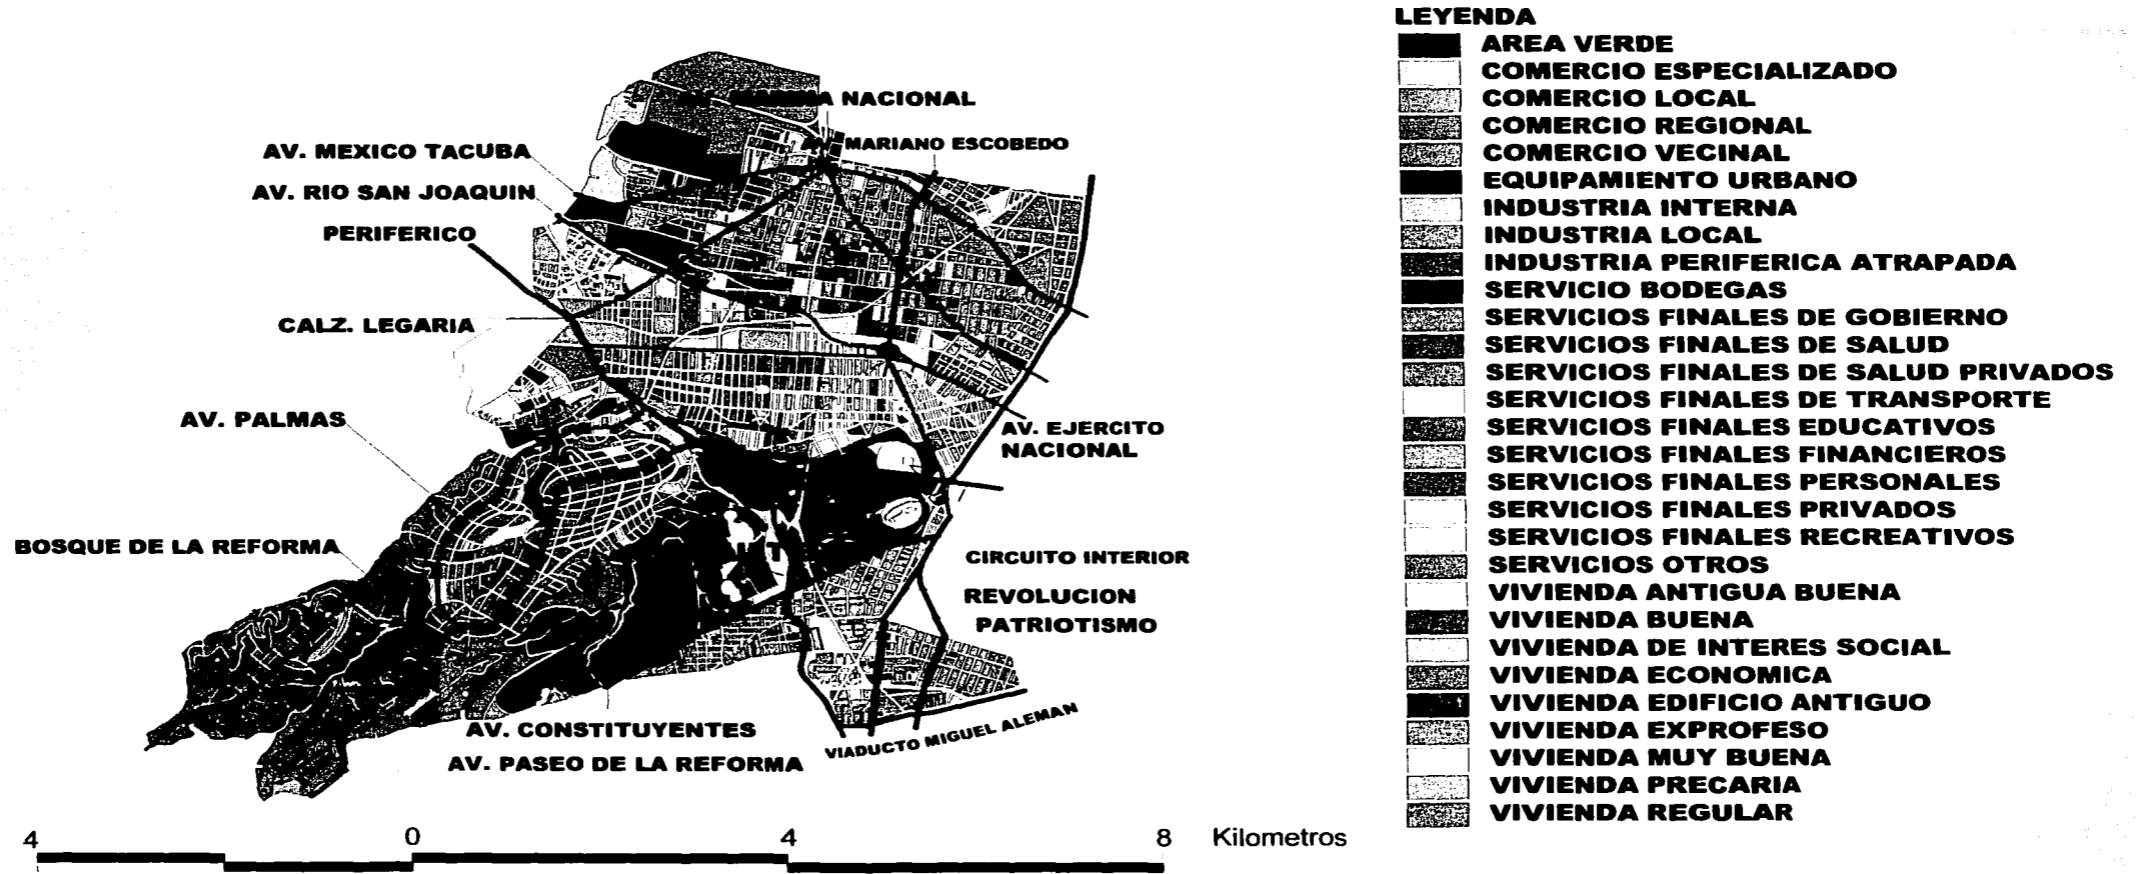 NACIONAL
MARIANO ESCOBEDO
AV. MEXICO TACUBA
AV. RIO SAN JOAQUIN
PERIFERICO
CALZ. LEGARIA
AV. PALMAS
AV. EJERCITO
NACIONAL
BOSQUE DE LA REFORMA
CIRCUITO INTERIOR
REVOLUCION
PATRIOTISMO
AV. CONSTITUYENTES
VIADUCTO MIGUEL ALEMAN
AV. PASEO DE LA REFORMA
4 0 4 8 Kilometros
LEYENDA
AREA VERDE
COMERCIO ESPECIALIZADO
COMERCIO LOCAL
COMERCIO REGIONAL
COMERCIO VECINAL
EQUIPAMIENTO URBANO
INDUSTRIA INTERNA
INDUSTRIA LOCAL
INDUSTRIA PERIFERICA ATRAPADA
SERVICIO BODEGAS
SERVICIOS FINALES DE GOBIERNO
SERVICIOS FINALES DE SALUD
SERVICIOS FINALES DE SALUD PRIVADOS
SERVICIOS FINALES DE TRANSPORTE
SERVICIOS FINALES EDUCATIVOS
SERVICIOS FINALES FINANCIEROS
SERVICIOS FINALES PERSONALES
SERVICIOS FINALES PRIVADOS
SERVICIOS FINALES RECREATIVOS
SERVICIOS OTROS
VIVIENDA ANTIGUA BUENA
VIVIENDA BUENA
VIVIENDA DE INTERES SOCIAL
VIVIENDA ECONOMICA
VIVIENDA EDIFICIO ANTIGUO
VIVIENDA EXPROFESO
VIVIENDA MUY BUENA
VIVIENDA PRECARIA
VIVIENDA REGULAR